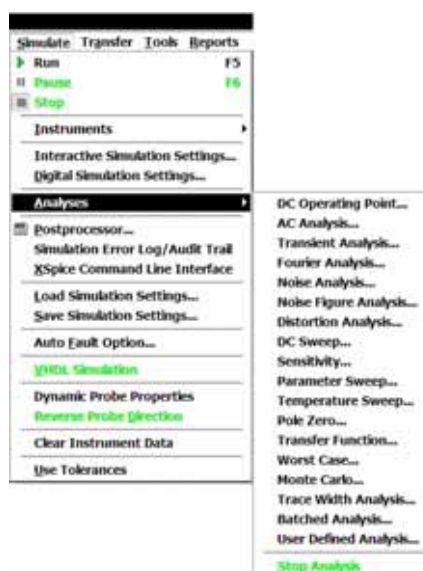 Simulate Transfer Tools Reports
Run F5
Pause F6
Stop
Instruments
Interactive Simulation Settings...
Digital Simulation Settings...
Analyses
Postprocessor...
Simulation Error Log/Audit Trail
XSpice Command Line Interface
Load Simulation Settings...
Save Simulation Settings...
Auto Fault Option...
VHDL Simulation
Dynamic Probe Properties
Reverse Probe Direction
Clear Instrument Data
Use Tolerances
DC Operating Point...
AC Analysis...
Transient Analysis...
Fourier Analysis...
Noise Analysis...
Noise Figure Analysis...
Distortion Analysis...
DC Sweep...
Sensitivity...
Parameter Sweep...
Temperature Sweep...
Pole Zero...
Transfer Function...
Worst Case...
Monte Carlo...
Trace Width Analysis...
Batched Analysis...
User Defined Analysis...
Stop Analysis